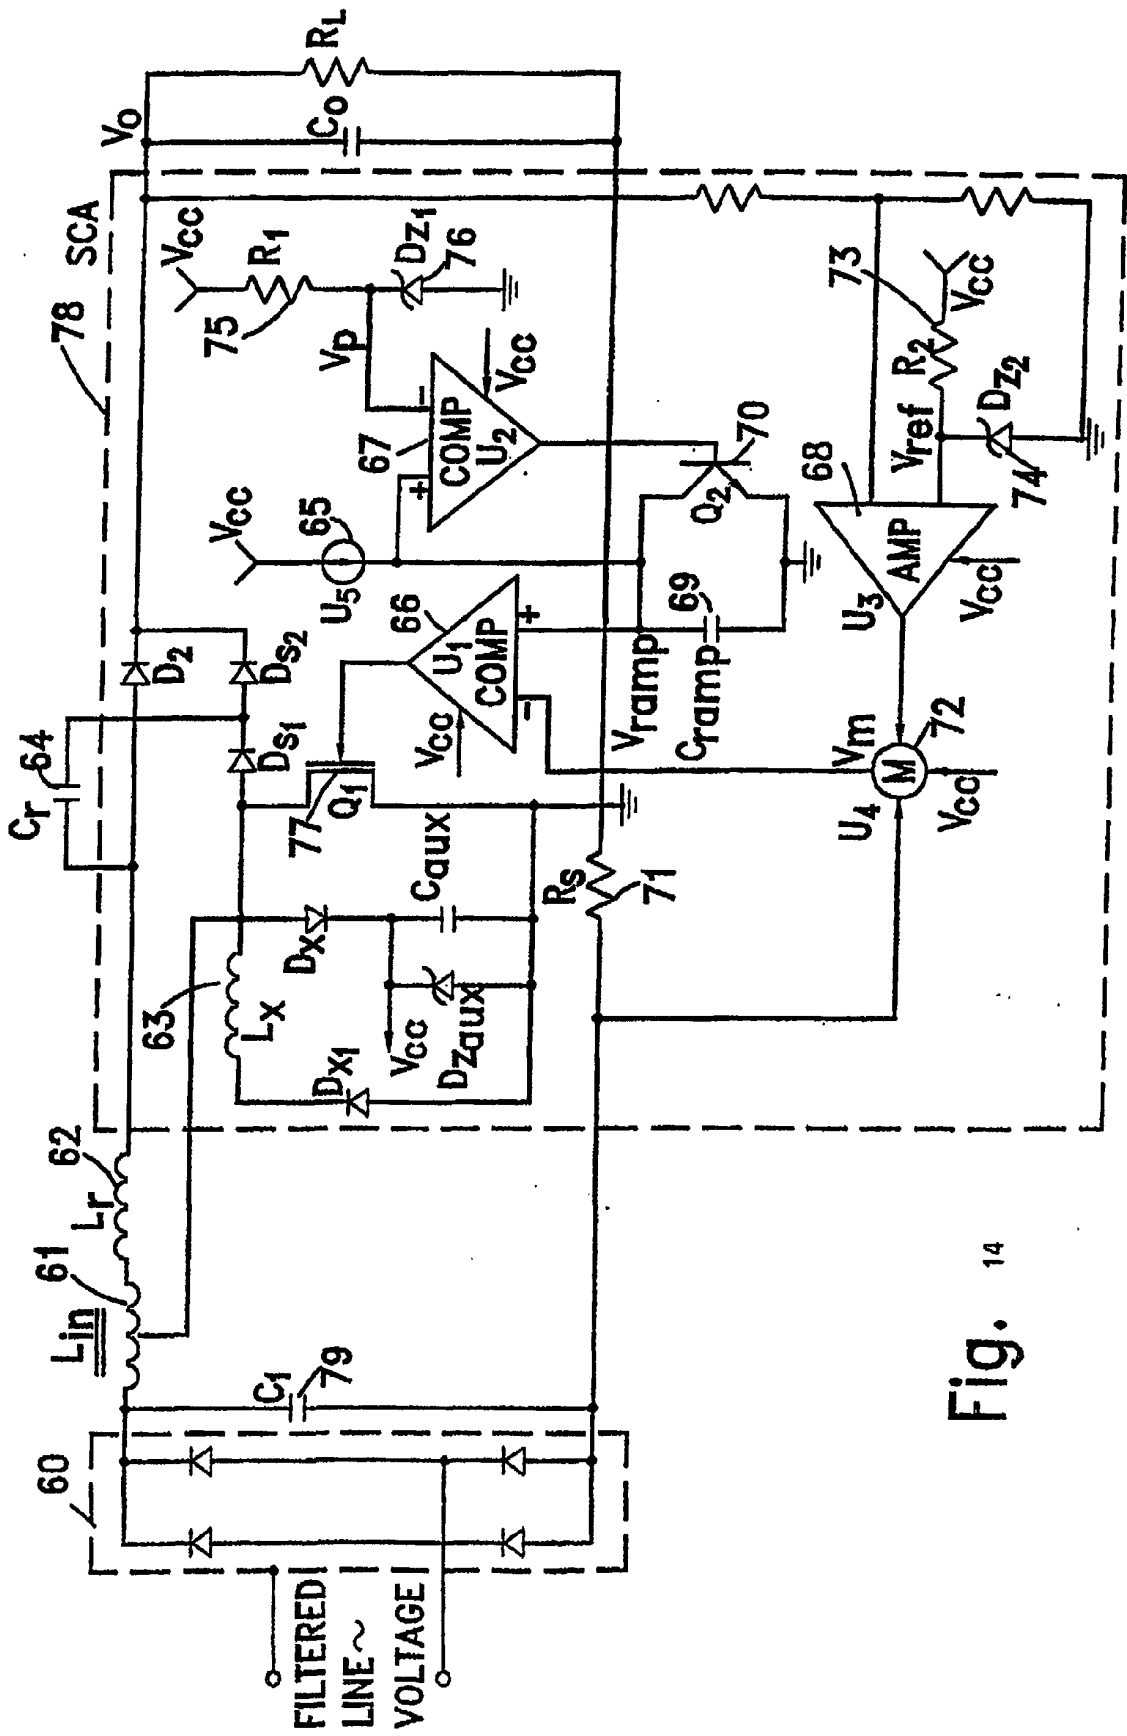 FILTERED
LINE~
VOLTAGE
60
C1
79
Lin
61
Lr
62
SCA
78
Cr
64
D2
Ds1
Ds2
Vo
Co
RL
63
Lx
Dx
Dx1
Vcc
Dzaux
Caux
77
Q1
Vcc
66
U1
COMP
-
+
Vcc
65
U5
67
COMP
U2
+
-
Vcc
Vp
75
R1
Vcc
Dz1
76
Vramp
Cramp
69
Q2
70
Rs
71
Vm
M
72
U4
Vcc
U3
AMP
68
Vcc
Vref
R2
73
Vcc
Dz2
74
Fig. 14